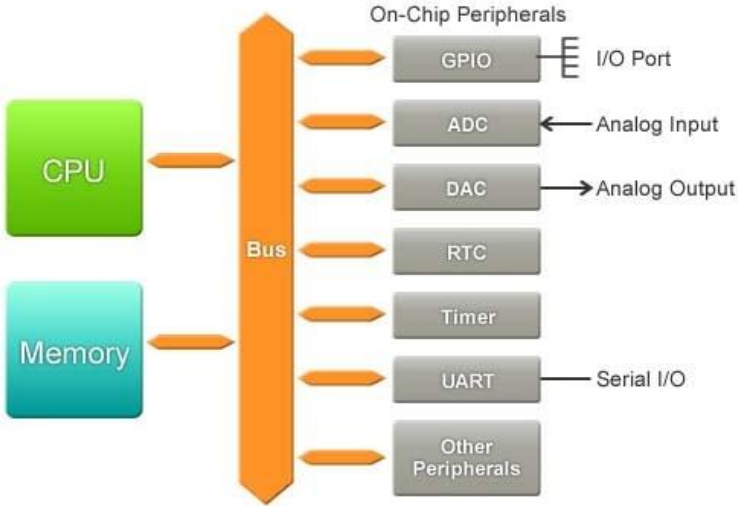 On-Chip Peripherals
GPIO
I/O Port
ADC
Analog Input
CPU
DAC
Analog Output
Bus
RTC
Memory
Timer
UART
Serial I/O
Other
Peripherals